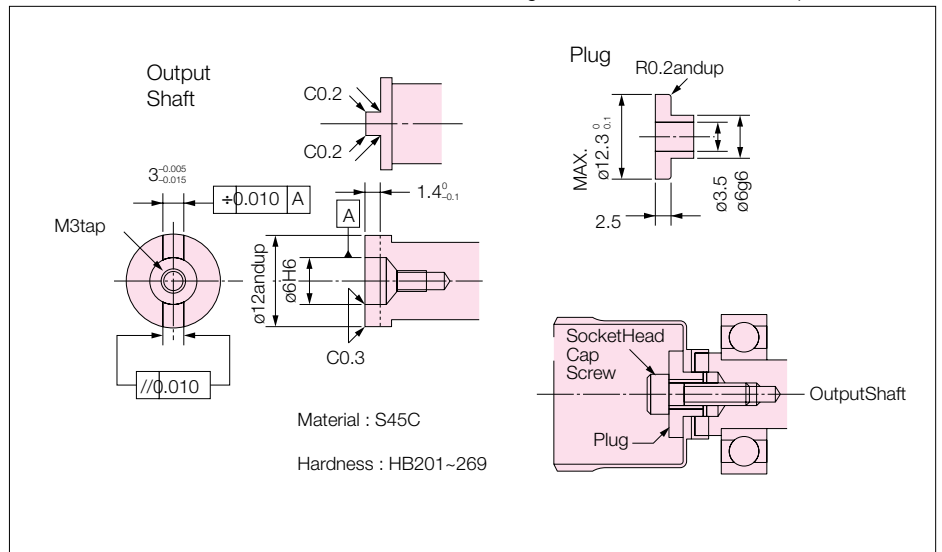 Output
Shaft
C0.2
C0.2
3 -0.005 -0.015
÷0.010 A
M3tap
//0.010
1.4 0 -0.1
A
ø12andup
ø6H6
C0.3
Material : S45C
Hardness : HB201~269
Plug
R0.2andup
MAX.
ø12.3 0 0.1
2.5
ø3.5
ø6g6
SocketHead
Cap
Screw
Plug
OutputShaft